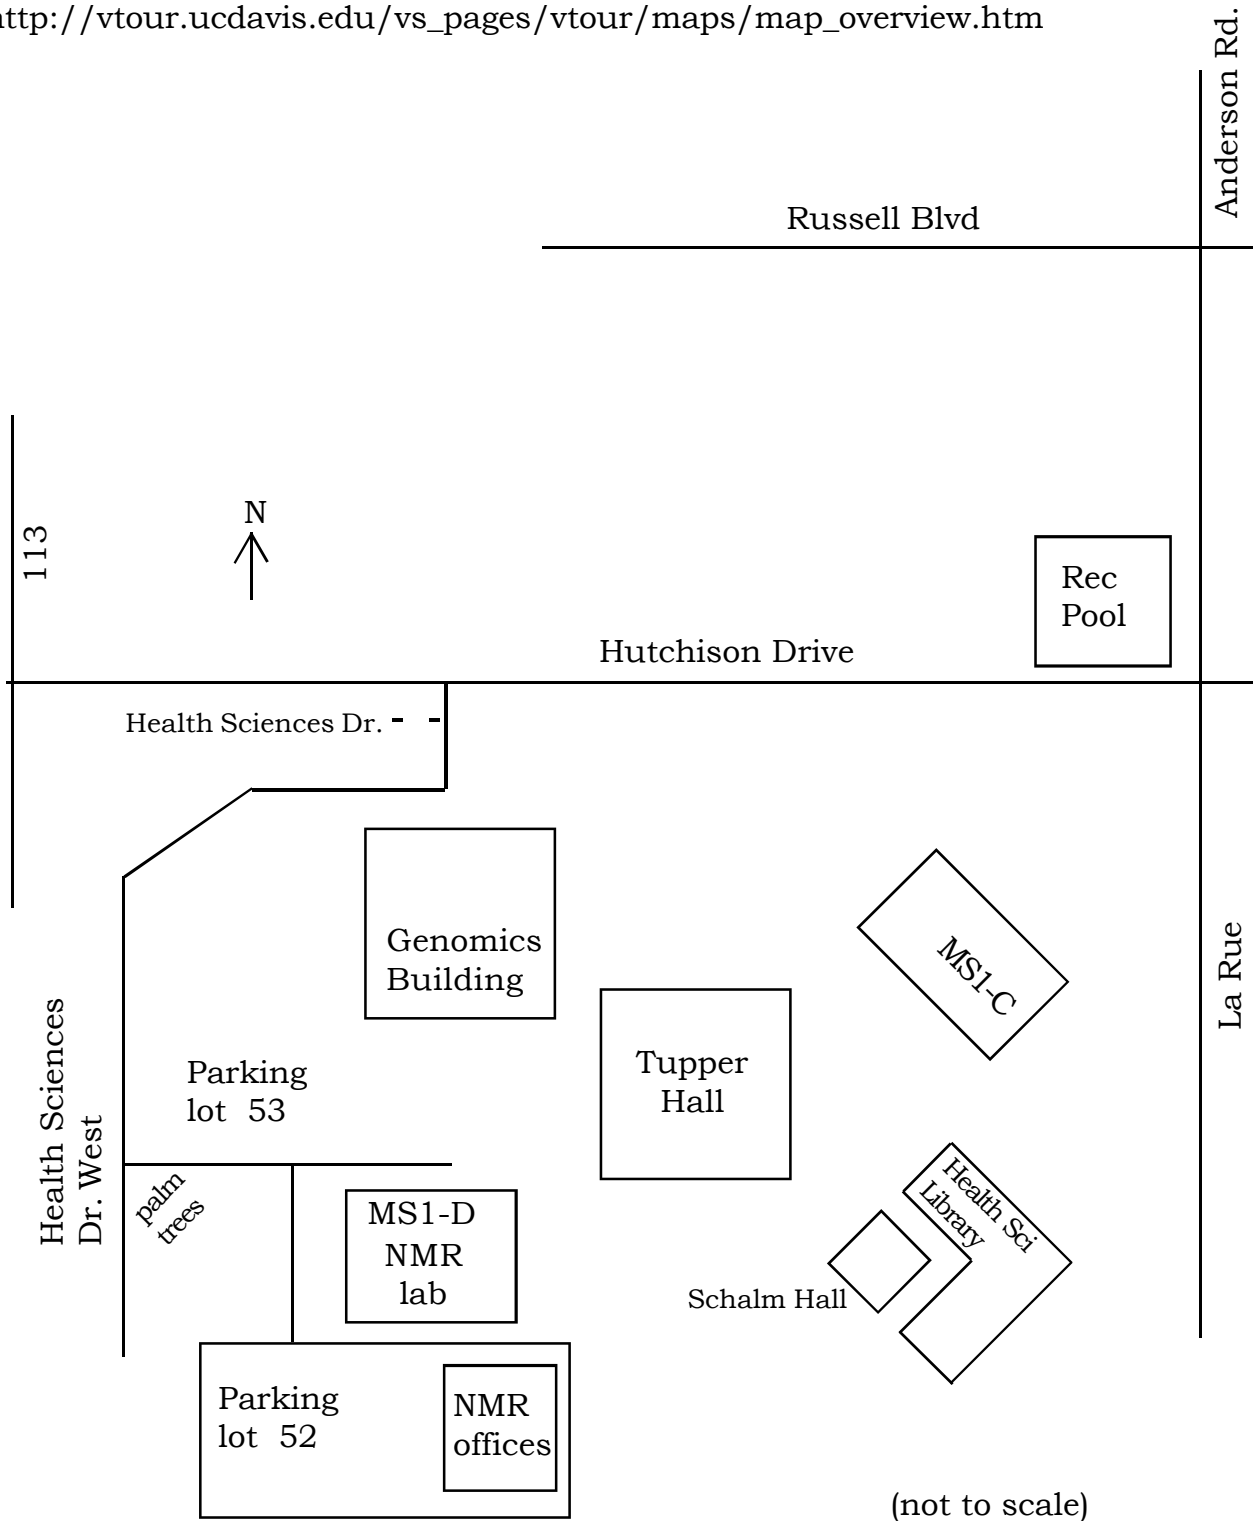 ttp://vtour.ucdavis.edu/vs_pages/vtour/maps/map_overview.htm
Anderson Rd.
Russell Blvd
113
N
Rec
Pool
Hutchison Drive
Health Sciences Dr.
Genomics
Building
MS1-C
La Rue
Health Sciences
Dr. West
Parking
lot 53
Tupper
Hall
palm
trees
MS1-D
NMR
lab
Health Sci
Library
Schalm Hall
Parking
lot 52
NMR
offices
(not to scale)